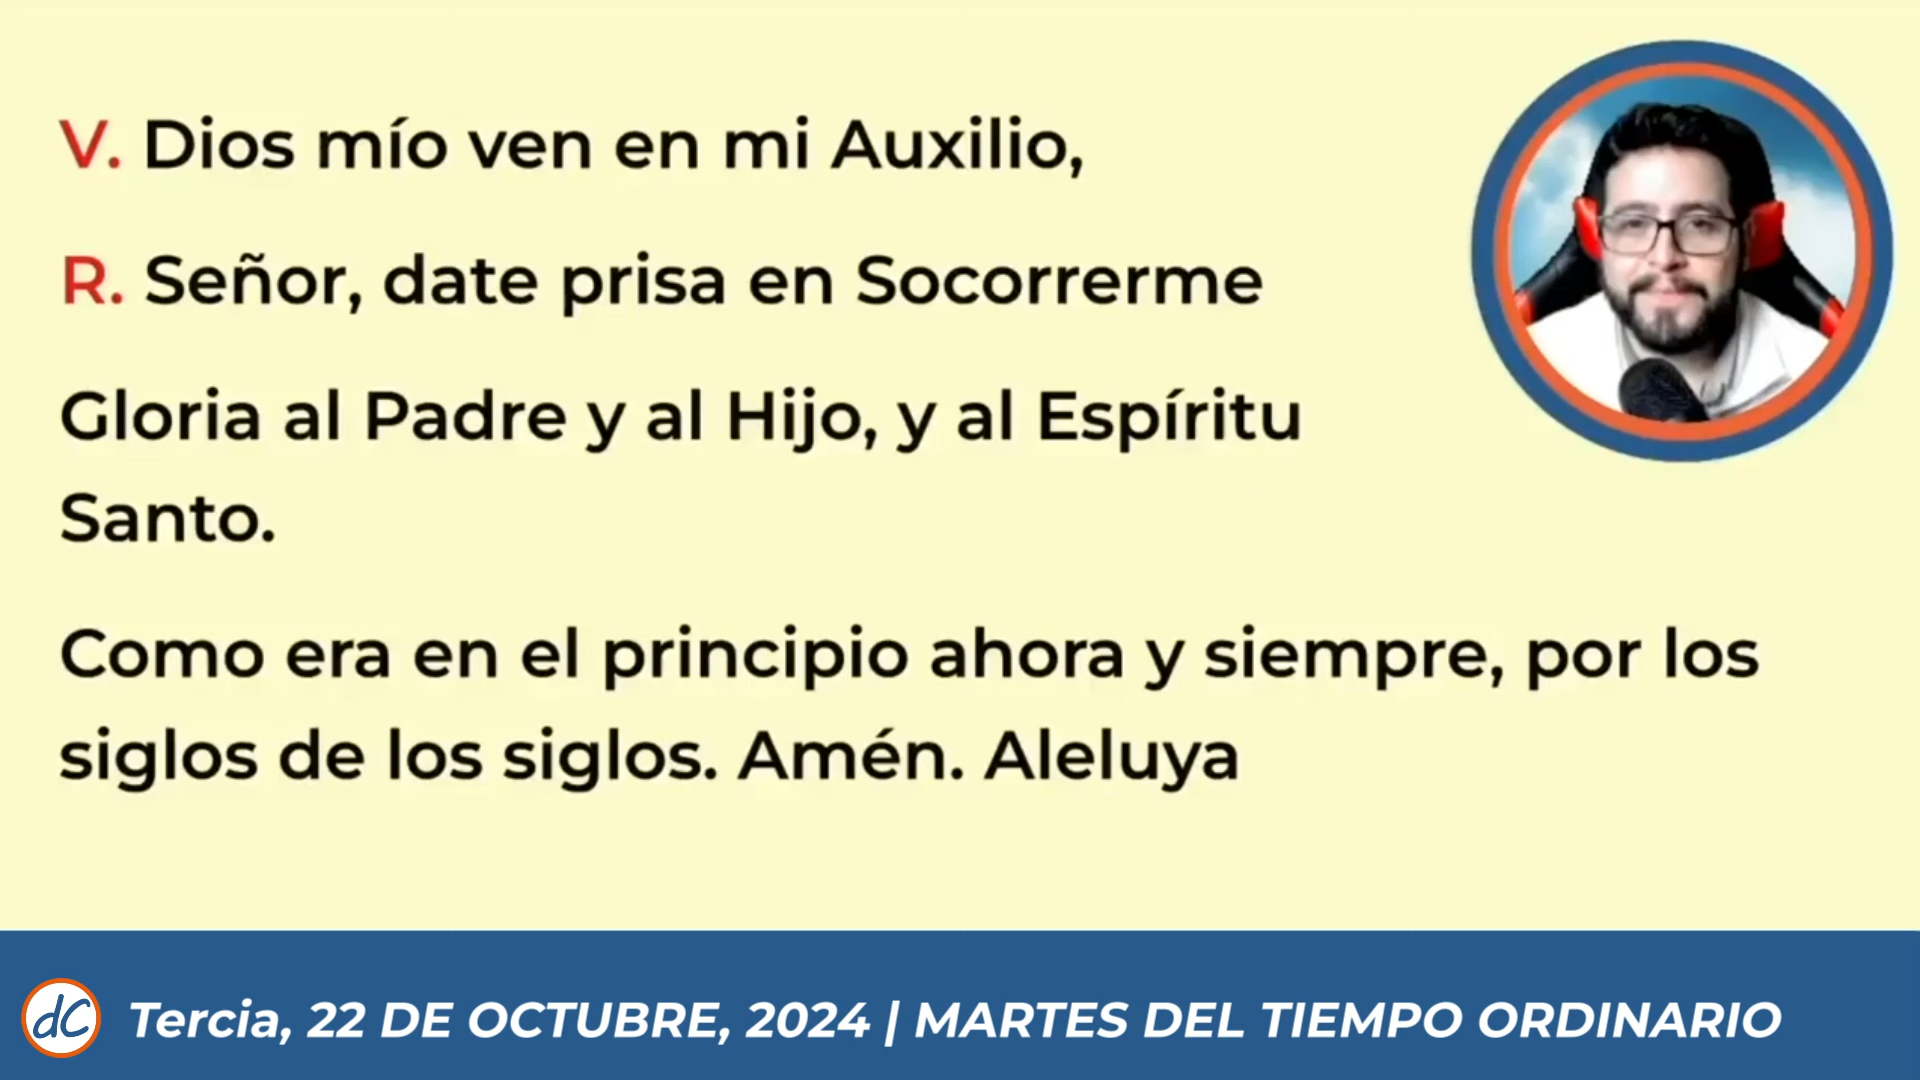 V. Dios mío ven en mi Auxilio,
R. Señor, date prisa en Socorrerme
Gloria al Padre y al Hijo, y al Espíritu
Santo.
Como era en el principio ahora y siempre, por los
siglos de los siglos. Amén. Aleluya
dC
Tercia, 22 DE OCTUBRE, 2024 | MARTES DEL TIEMPO ORDINARIO